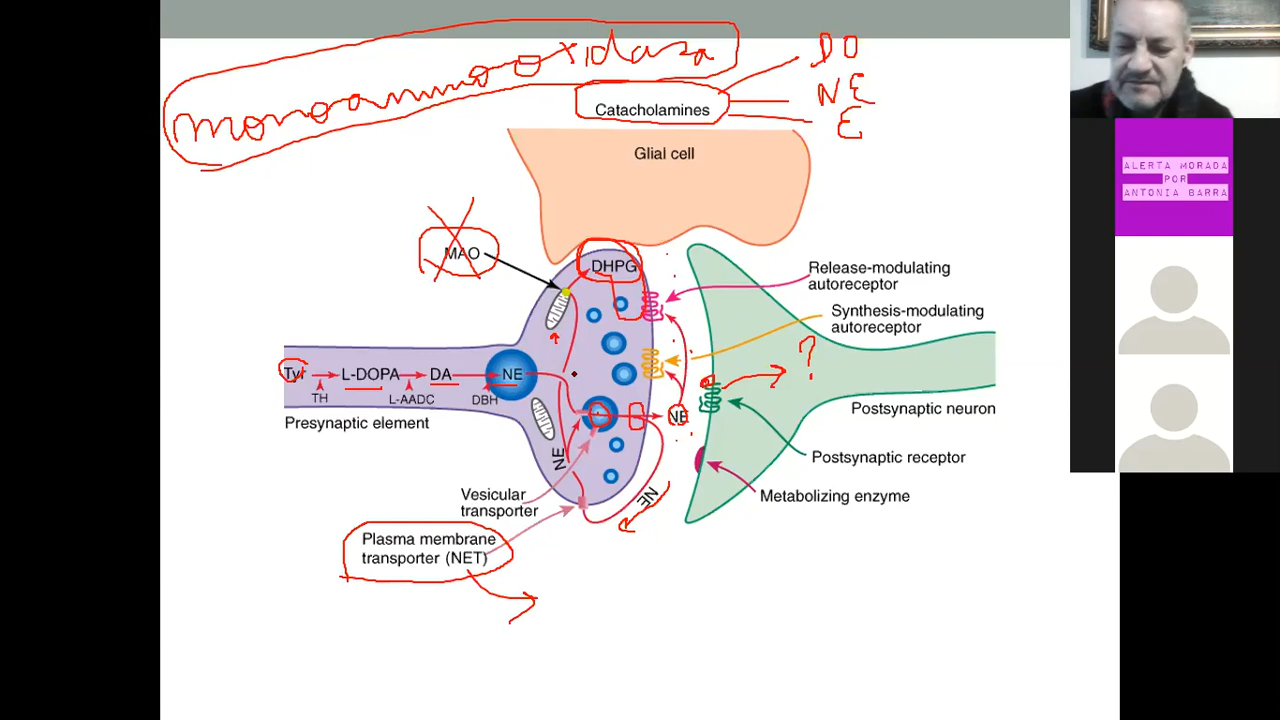 monoaminooxidasa
DO
NE
E
Catacholamines
Glial cell
ALERTA MORADA
POR
ANTONIA BARRA
MAO
DHPG
Release-modulating
autoreceptor
Synthesis-modulating
autoreceptor
?
Tyr
L-DOPA
DA
NE
TH
L-AADC
DBH
NE
Presynaptic element
Postsynaptic neuron
NE
Postsynaptic receptor
NE
Vesicular
transporter
Metabolizing enzyme
Plasma membrane
transporter (NET)